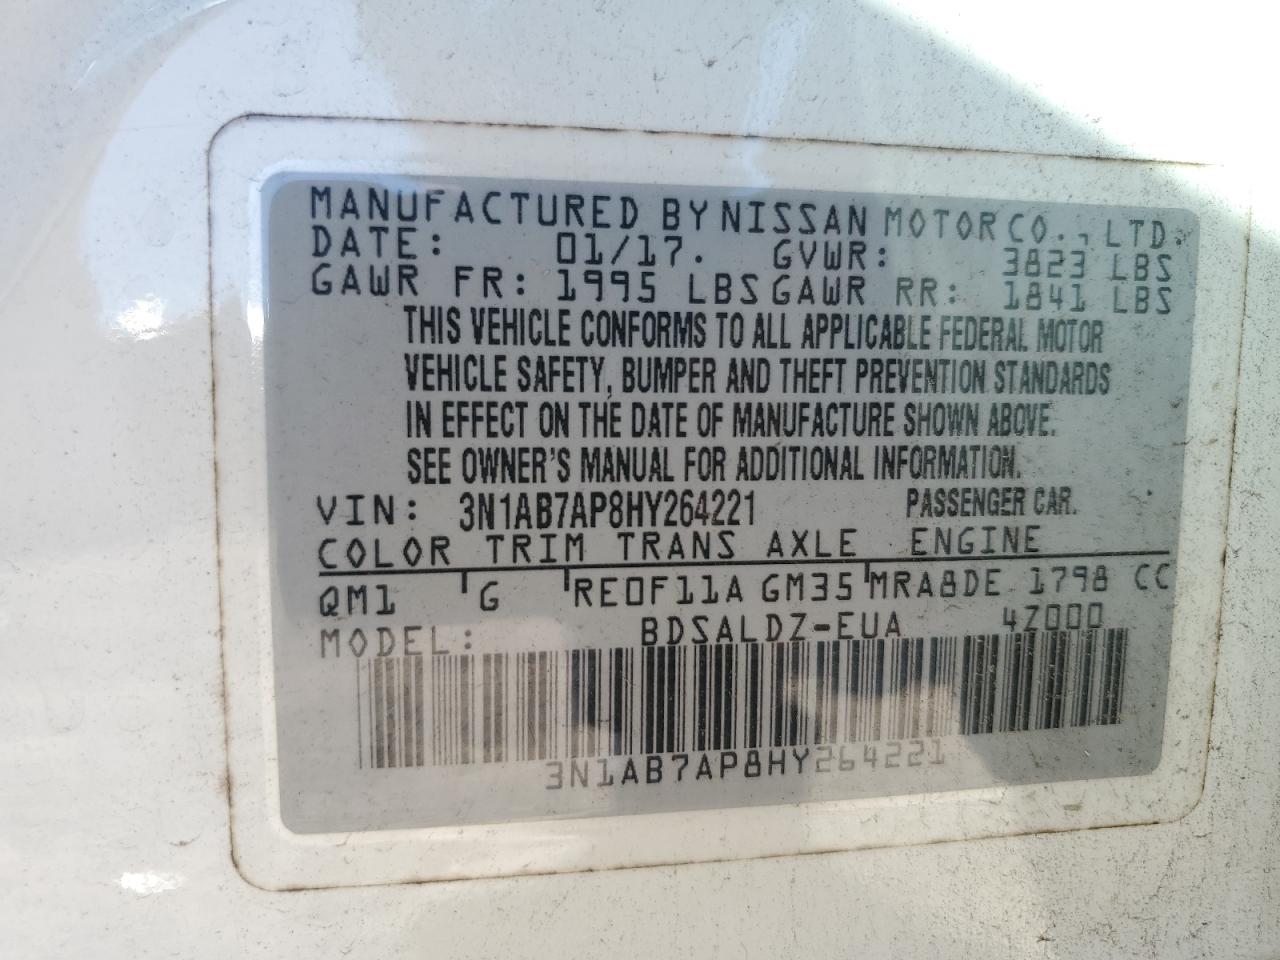 MANUFACTURED BY NISSAN MOTOR CO., LTD.
DATE: 01/17. GVWR: 3823 LBS
GAWR FR: 1995 LBS GAWR RR: 1841 LBS
THIS VEHICLE CONFORMS TO ALL APPLICABLE FEDERAL MOTOR
VEHICLE SAFETY, BUMPER AND THEFT PREVENTION STANDARDS
IN EFFECT ON THE DATE OF MANUFACTURE SHOWN ABOVE.
SEE OWNER'S MANUAL FOR ADDITIONAL INFORMATION.
VIN: 3N1AB7AP8HY264221 PASSENGER CAR.
COLOR TRIM TRANS AXLE ENGINE
QM1 G RE0F11A GM35 MRA8DE 1798 CC
MODEL: BDSALDZ-EUA 4Z000
3N1AB7AP8HY264221